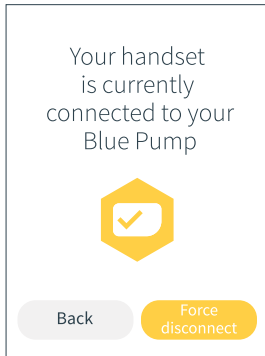 Your handset
is currently
connected to your
Blue Pump
Back
Force
disconnect